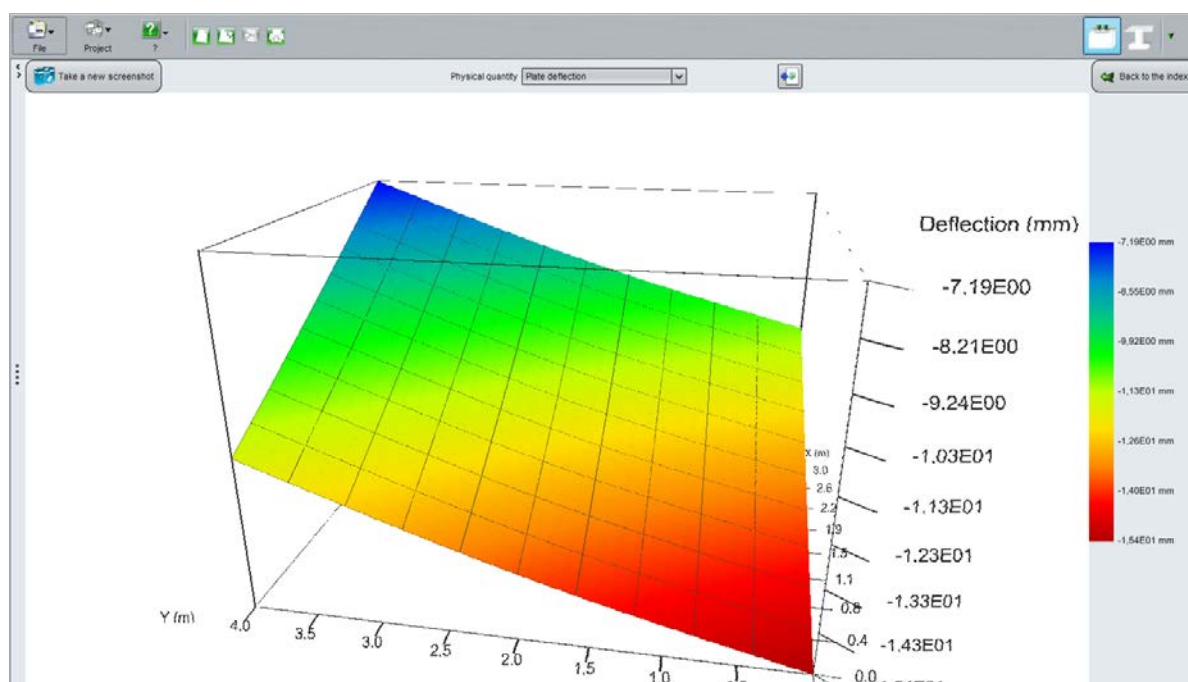 File
Project
?
Take a new screenshot
Physical quantity Plate deflection
Back to the index
Deflection (mm)
-7.19E00
-8.21E00
-9.24E00
-1.03E01
-1.13E01
-1.23E01
-1.33E01
-1.43E01
-7,19E00 mm
-8,55E00 mm
-9,92E00 mm
-1,13E01 mm
-1,26E01 mm
-1,40E01 mm
-1,54E01 mm
X (m)
3.0
2.6
2.2
1.9
1.5
1.1
0.8
0.4
0.0
Y (m)
4.0
3.5
3.0
2.5
2.0
1.5
1.0